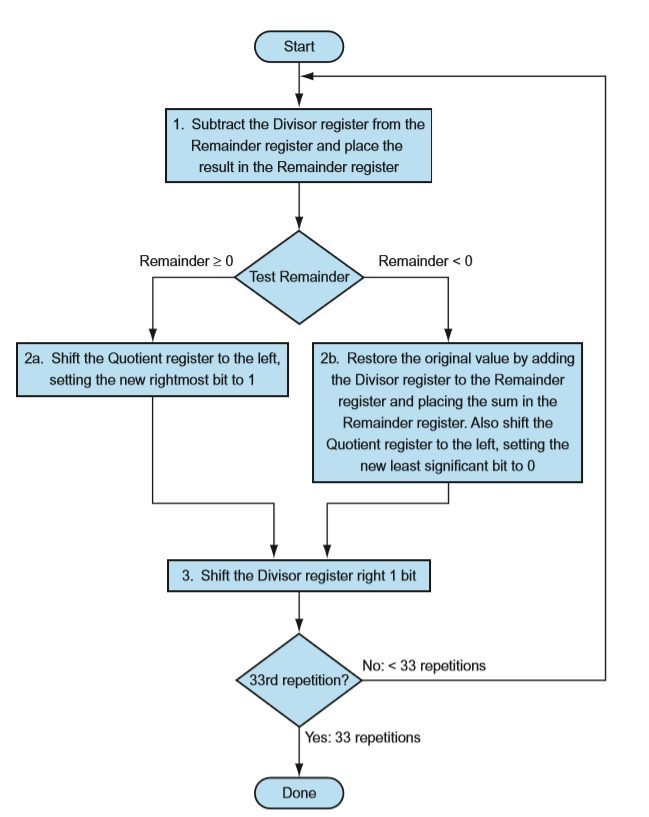 Start
1. Subtract the Divisor register from the
Remainder register and place the
result in the Remainder register
Remainder ≥ 0
Remainder < 0
Test Remainder
2a. Shift the Quotient register to the left,
setting the new rightmost bit to 1
2b. Restore the original value by adding
the Divisor register to the Remainder
register and placing the sum in the
Remainder register. Also shift the
Quotient register to the left, setting the
new least significant bit to 0
3. Shift the Divisor register right 1 bit
No: < 33 repetitions
33rd repetition?
Yes: 33 repetitions
Done